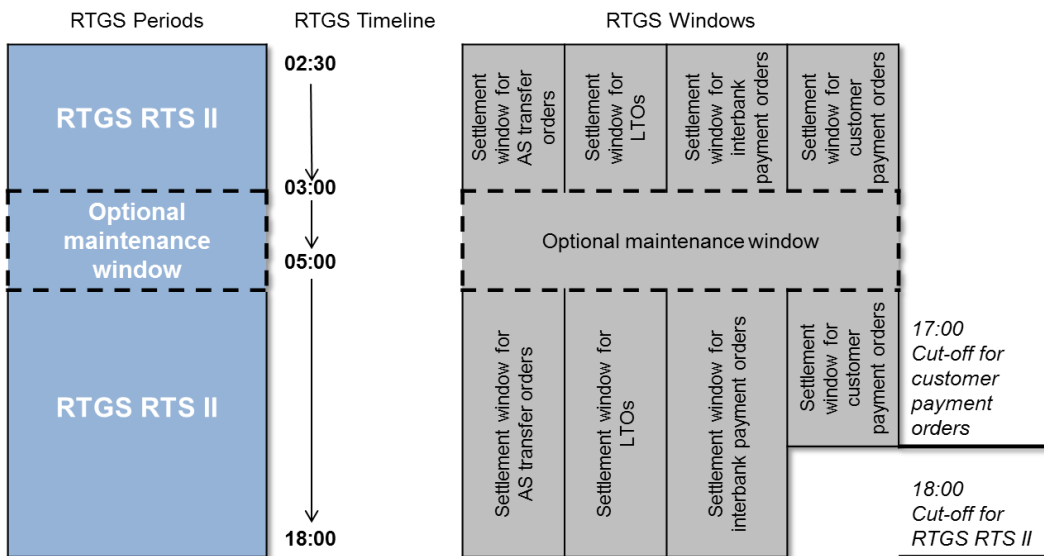 RTGS Periods
RTGS Timeline
RTGS Windows
RTGS RTS II
02:30
Settlement
window for
AS transfer
orders
Settlement
window for
LTOs
Settlement
window for
interbank
payment orders
Settlement
window for
customer
payment orders
03:00
Optional
maintenance
window
Optional maintenance window
05:00
RTGS RTS II
Settlement window for
AS transfer orders
Settlement window for
LTOs
Settlement window for
interbank payment orders
Settlement
window for
customer
payment orders
17:00
Cut-off for
customer
payment
orders
18:00
18:00
Cut-off for
RTGS RTS II